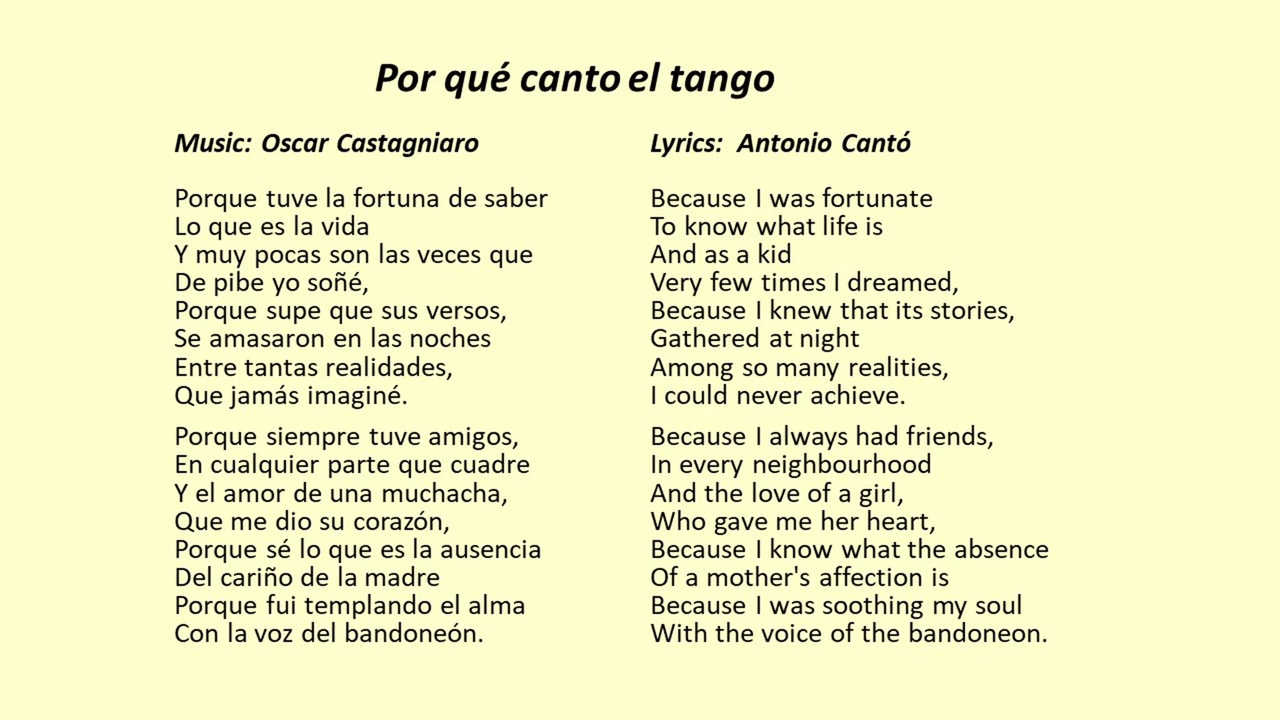 Por qué canto el tango
Music: Oscar Castagniaro
Lyrics: Antonio Cantó
Porque tuve la fortuna de saber
Lo que es la vida
Y muy pocas son las veces que
De pibe yo soñé,
Porque supe que sus versos,
Se amasaron en las noches
Entre tantas realidades,
Que jamás imaginé.
Porque siempre tuve amigos,
En cualquier parte que cuadre
Y el amor de una muchacha,
Que me dio su corazón,
Porque sé lo que es la ausencia
Del cariño de la madre
Porque fui templando el alma
Con la voz del bandoneón.
Because I was fortunate
To know what life is
And as a kid
Very few times I dreamed,
Because I knew that its stories,
Gathered at night
Among so many realities,
I could never achieve.
Because I always had friends,
In every neighbourhood
And the love of a girl,
Who gave me her heart,
Because I know what the absence
Of a mother's affection is
Because I was soothing my soul
With the voice of the bandoneon.